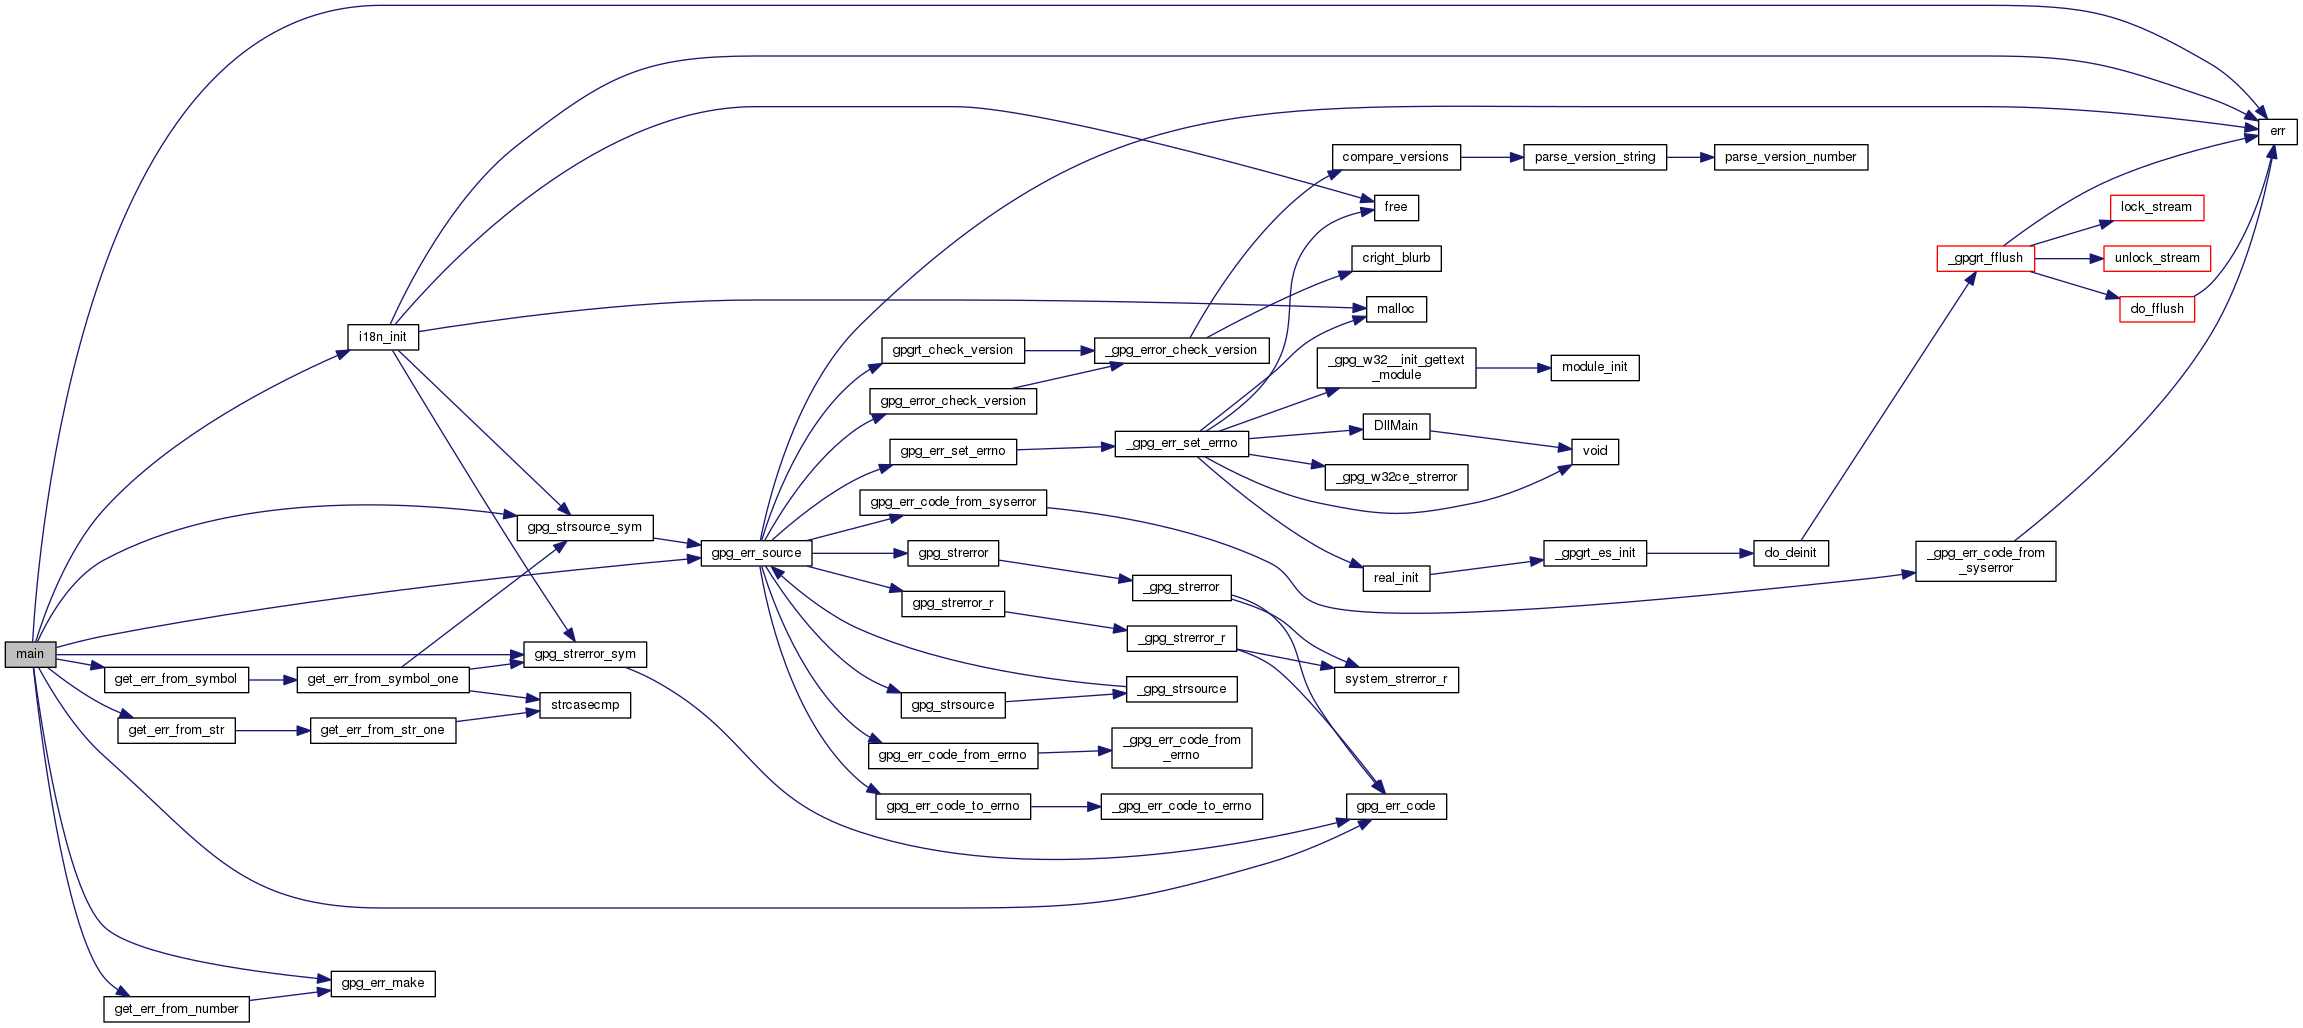 main
i18n_init
get_err_from_symbol
get_err_from_str
get_err_from_number
get_err_from_symbol_one
get_err_from_str_one
gpg_err_make
gpg_strsource_sym
gpg_strerror_sym
strcasecmp
gpg_err_source
gpgrt_check_version
gpg_error_check_version
gpg_err_set_errno
gpg_err_code_from_syserror
gpg_strerror
gpg_strerror_r
gpg_strsource
gpg_err_code_from_errno
gpg_err_code_to_errno
_gpg_error_check_version
_gpg_err_set_errno
_gpg_strerror
_gpg_strerror_r
_gpg_strsource
_gpg_err_code_from
_errno
_gpg_err_code_to_errno
compare_versions
free
cright_blurb
malloc
_gpg_w32__init_gettext
_module
DllMain
_gpg_w32ce_strerror
real_init
system_strerror_r
gpg_err_code
parse_version_string
module_init
void
_gpgrt_es_init
parse_version_number
do_deinit
_gpgrt_fflush
_gpg_err_code_from
_syserror
lock_stream
unlock_stream
do_fflush
err